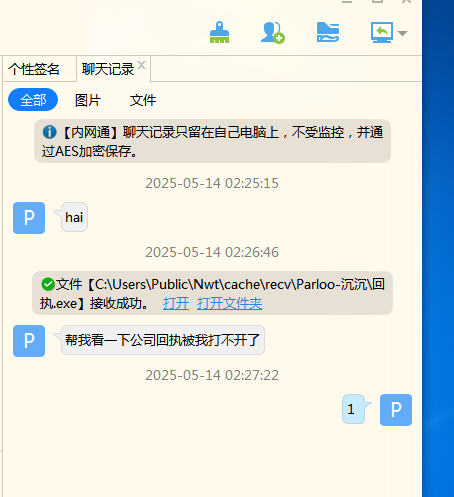 个性签名 聊天记录
全部 图片 文件
【内网通】聊天记录只留在自己电脑上，不受监控，并通
过AES加密保存。
2025-05-14 02:25:15
P hai
2025-05-14 02:26:46
文件【C:\Users\Public\Nwt\cache\recv\Parloo-沉沉\回
执.exe】接收成功。 打开 打开文件夹
P 帮我看一下公司回执被我打不开了
2025-05-14 02:27:22
1 P